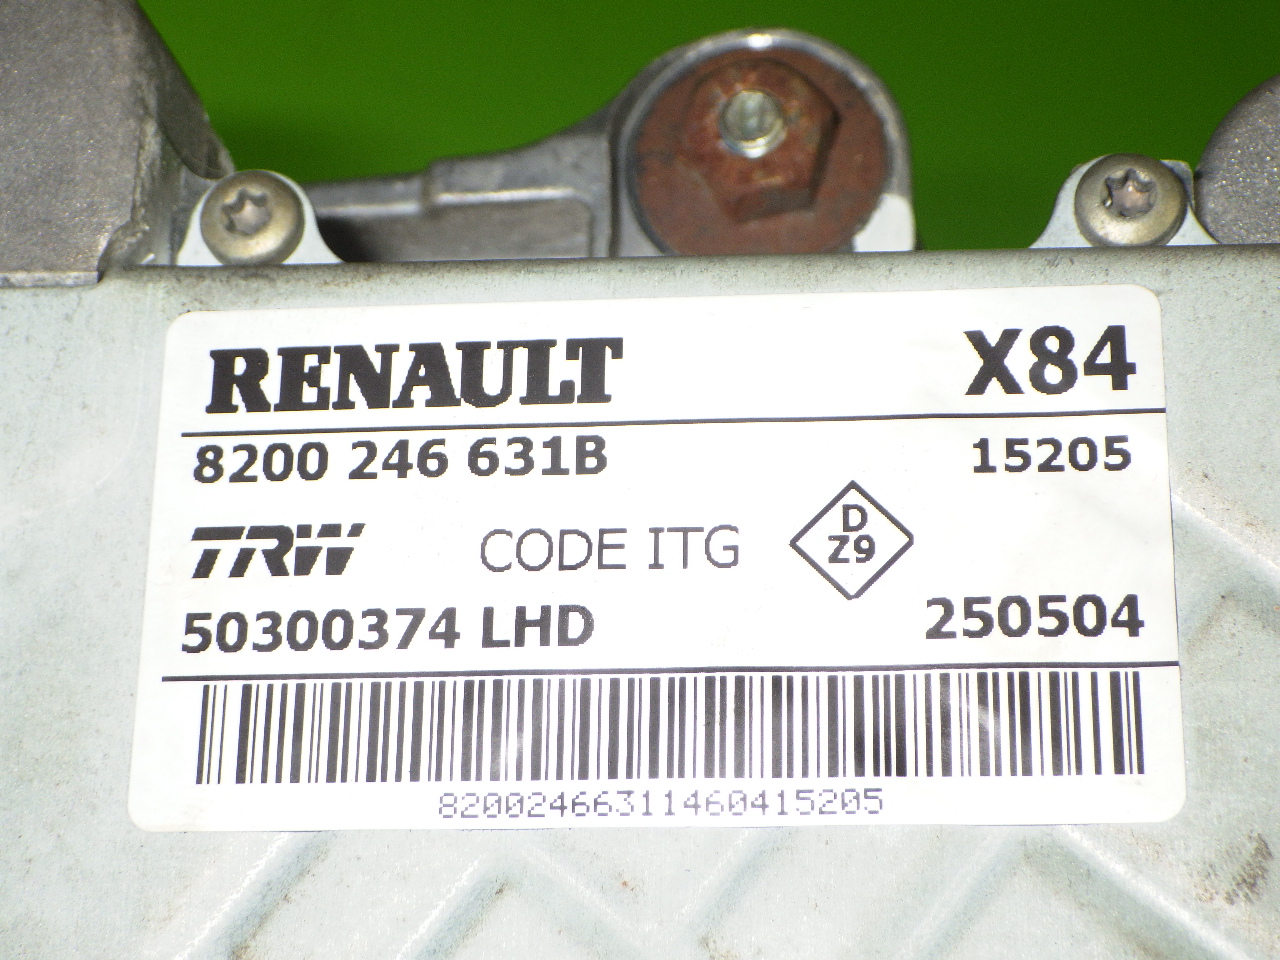 RENAULT X84
8200 246 631B 15205
TRW CODE ITG D
Z9
50300374 LHD 250504
82002466311460415205